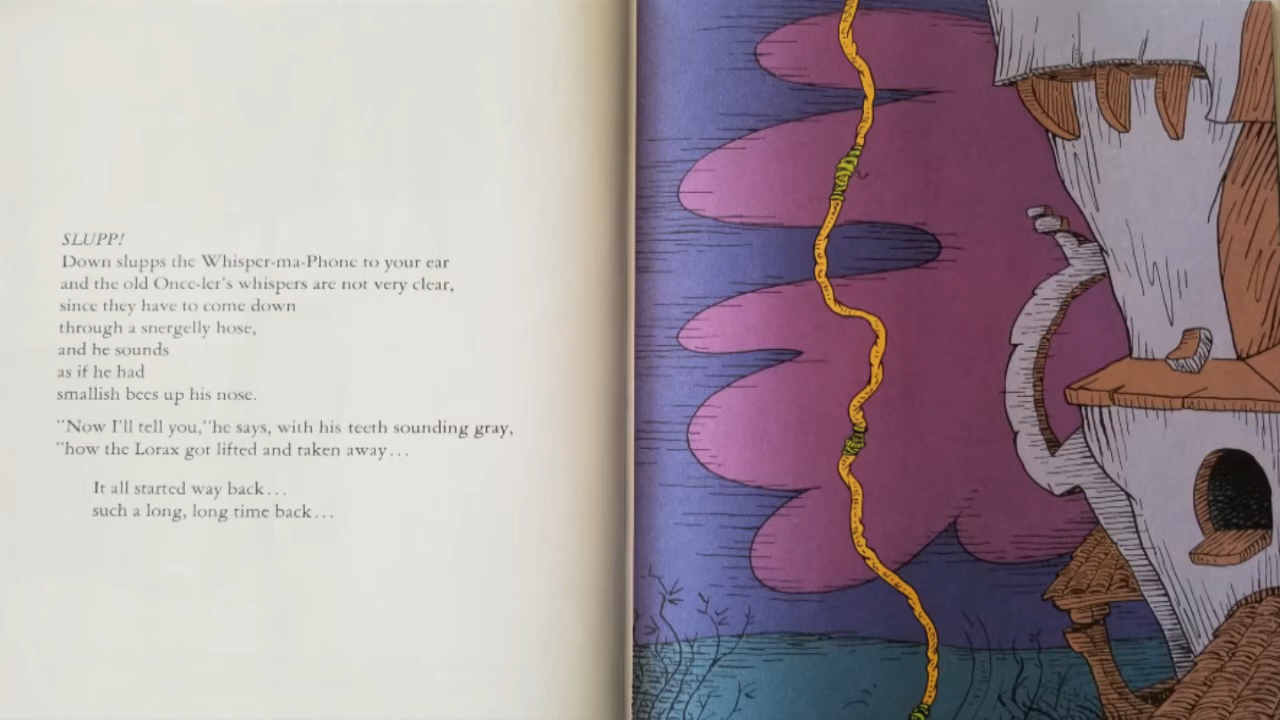 SLUPP!
Down slupps the Whisper-ma-Phone to your ear
and the old Once-ler's whispers are not very clear,
since they have to come down
through a snergelly hose,
and he sounds
as if he had
smallish bees up his nose.
"Now I'll tell you,"he says, with his teeth sounding gray,
"how the Lorax got lifted and taken away...
It all started way back...
such a long, long time back...